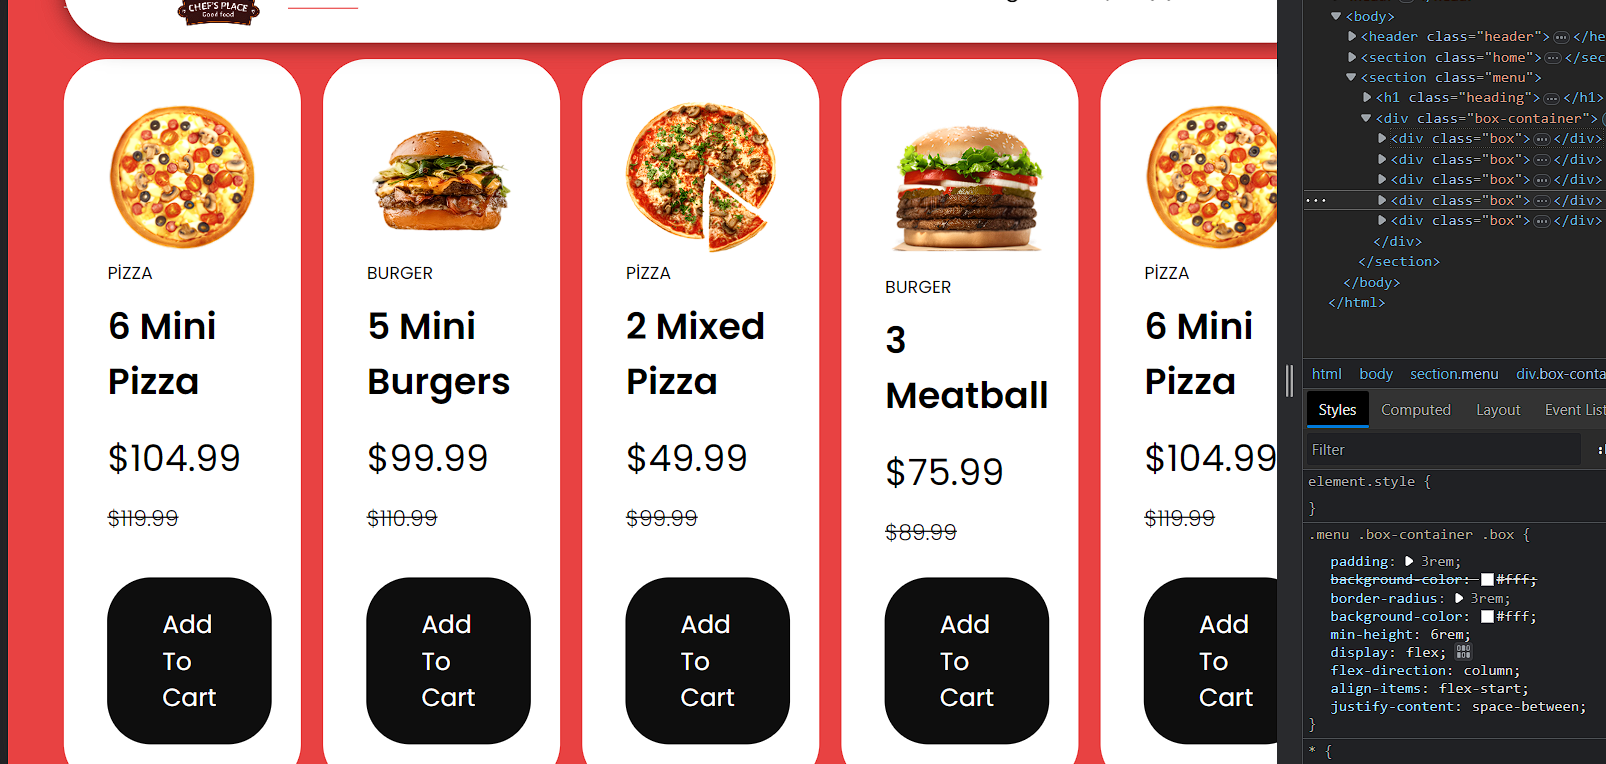 CHEF'S PLACE
Good food
PİZZA
6 Mini
Pizza
$104.99
$119.99
Add
To
Cart
BURGER
5 Mini
Burgers
$99.99
$110.99
Add
To
Cart
PİZZA
2 Mixed
Pizza
$49.99
$99.99
Add
To
Cart
BURGER
3
Meatball
$75.99
$89.99
Add
To
Cart
PİZZA
6 Mini
Pizza
$104.99
$119.99
Add
To
Cart
<body>
<header class="header">…</he
<section class="home">…</sec
<section class="menu">
<h1 class="heading">…</h1>
<div class="box-container">
<div class="box">…</div>
<div class="box">…</div>
<div class="box">…</div>
<div class="box">…</div>
<div class="box">…</div>
</div>
</section>
</body>
</html>
html body section.menu div.box-conta
Styles Computed Layout Event List
Filter
element.style {
}
.menu .box-container .box {
padding: 3rem;
background-color: #fff;
border-radius: 3rem;
background-color: #fff;
min-height: 6rem;
display: flex;
flex-direction: column;
align-items: flex-start;
justify-content: space-between;
}
* {